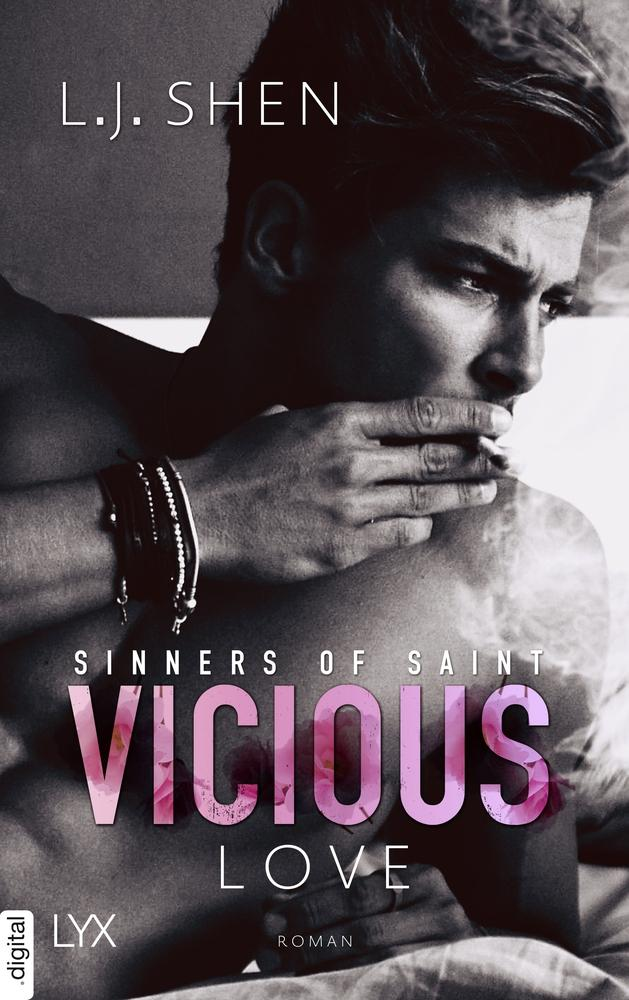 L.J. SHEN
SINNERS OF SAINT
VICIOUS
LOVE
.digital
LYX
ROMAN